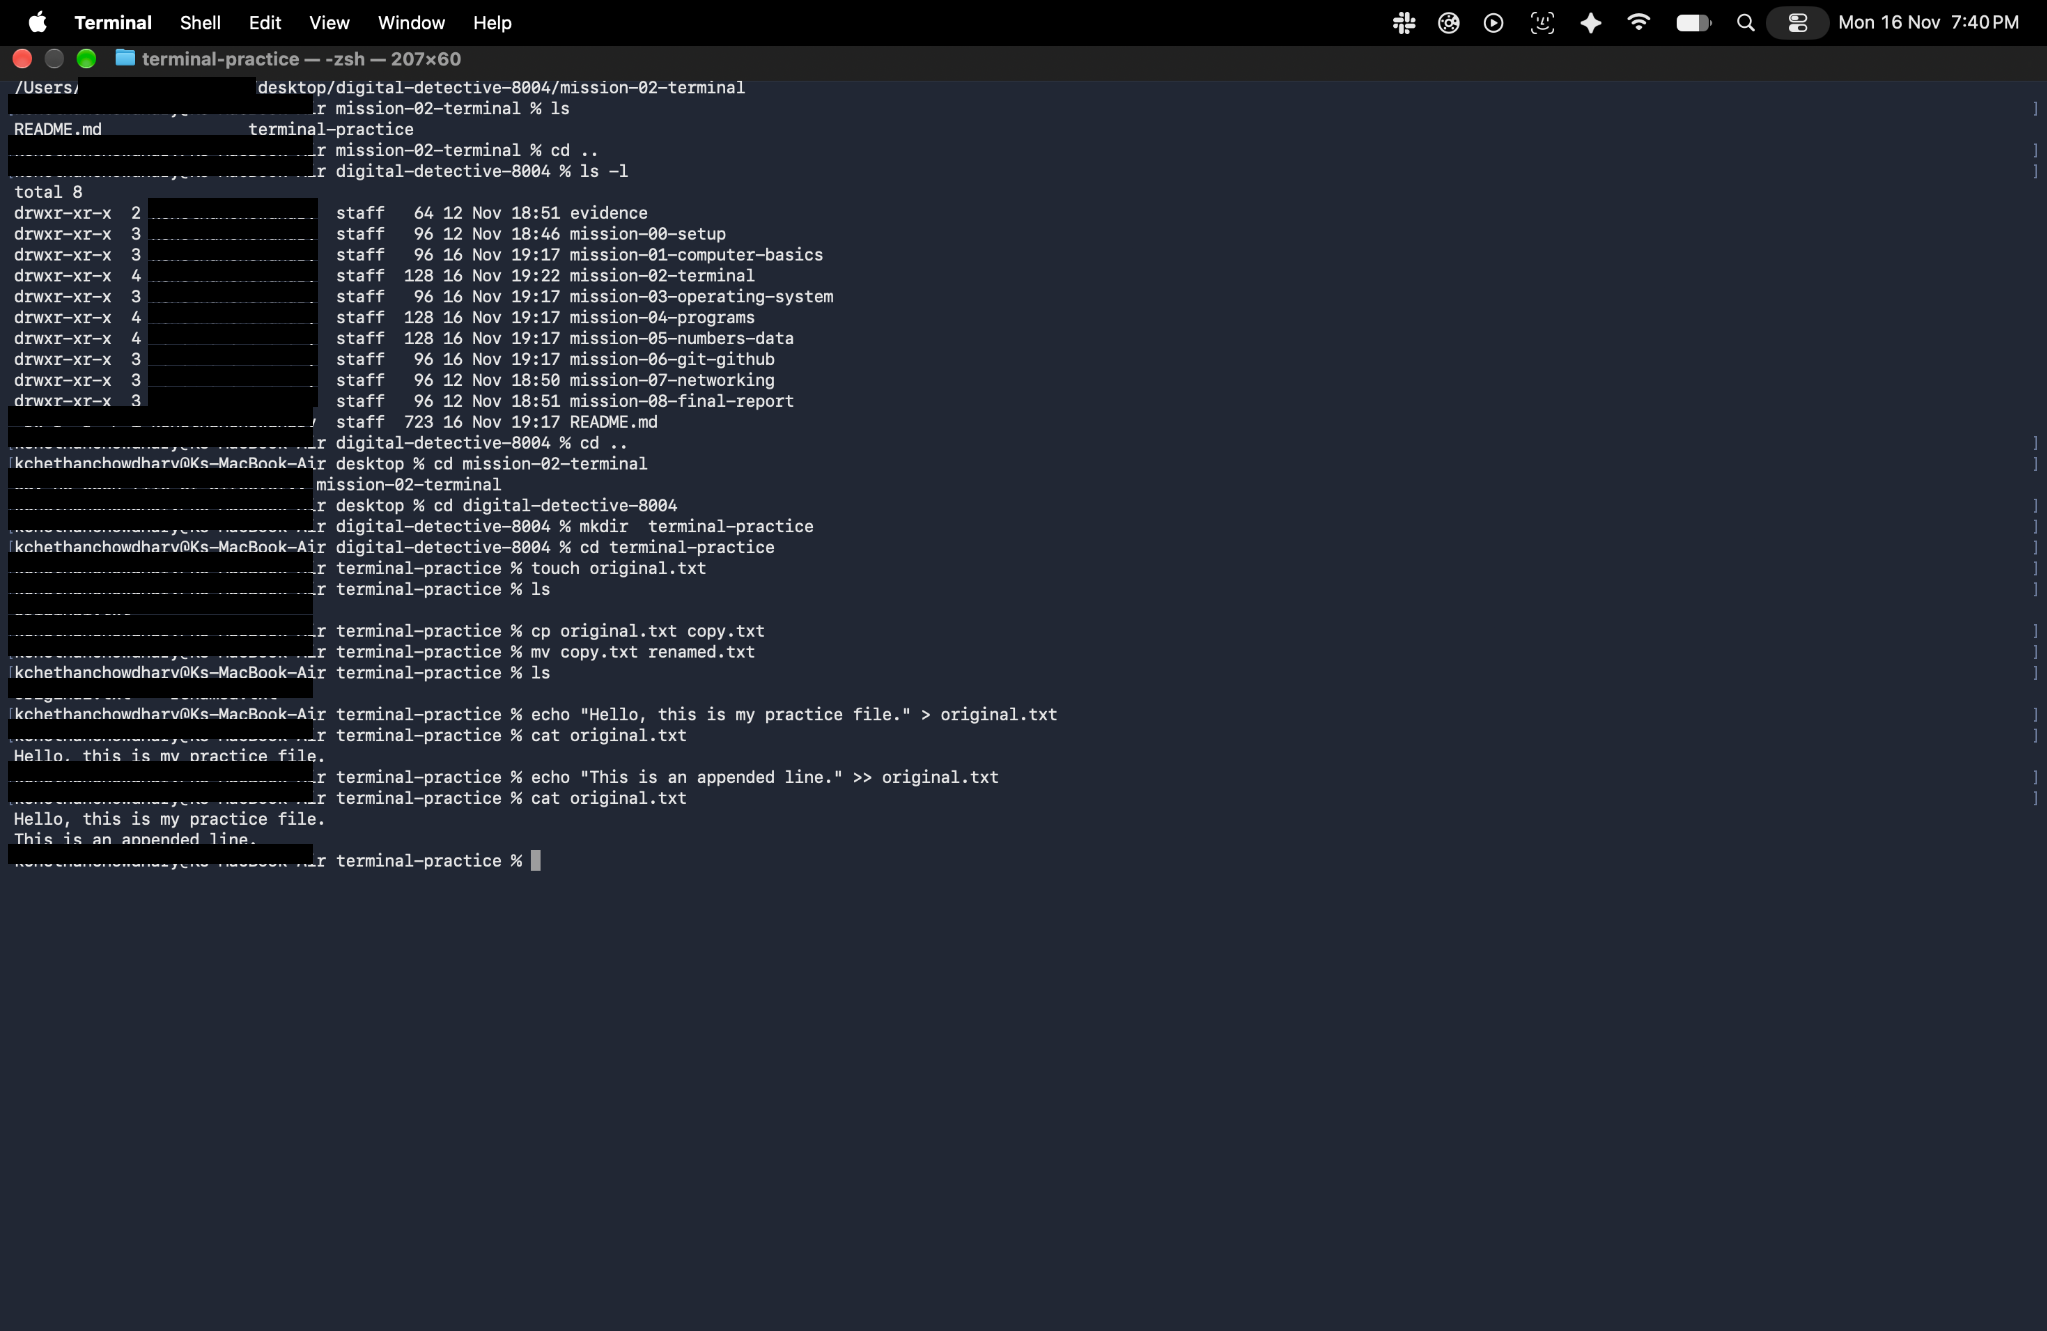 Terminal Shell Edit View Window Help Mon 16 Nov 7:40 PM
terminal-practice — -zsh — 207×60
/Users/ desktop/digital-detective-8004/mission-02-terminal
r mission-02-terminal % ls ]
README.md terminal-practice
r mission-02-terminal % cd .. ]
r digital-detective-8004 % ls -l ]
total 8
drwxr-xr-x 2 staff 64 12 Nov 18:51 evidence
drwxr-xr-x 3 staff 96 12 Nov 18:46 mission-00-setup
drwxr-xr-x 3 staff 96 16 Nov 19:17 mission-01-computer-basics
drwxr-xr-x 4 staff 128 16 Nov 19:22 mission-02-terminal
drwxr-xr-x 3 staff 96 16 Nov 19:17 mission-03-operating-system
drwxr-xr-x 4 staff 128 16 Nov 19:17 mission-04-programs
drwxr-xr-x 4 staff 128 16 Nov 19:17 mission-05-numbers-data
drwxr-xr-x 3 staff 96 16 Nov 19:17 mission-06-git-github
drwxr-xr-x 3 staff 96 12 Nov 18:50 mission-07-networking
drwxr-xr-x 3 staff 96 12 Nov 18:51 mission-08-final-report
staff 723 16 Nov 19:17 README.md
r digital-detective-8004 % cd .. ]
[kchethanchowdhary@Ks-MacBook-Air desktop % cd mission-02-terminal ]
mission-02-terminal
r desktop % cd digital-detective-8004 ]
r digital-detective-8004 % mkdir  terminal-practice ]
[kchethanchowdhary@Ks-MacBook-Air digital-detective-8004 % cd terminal-practice ]
r terminal-practice % touch original.txt ]
r terminal-practice % ls ]
r terminal-practice % cp original.txt copy.txt ]
r terminal-practice % mv copy.txt renamed.txt ]
[kchethanchowdhary@Ks-MacBook-Air terminal-practice % ls ]
[kchethanchowdhary@Ks-MacBook-Air terminal-practice % echo "Hello, this is my practice file." > original.txt ]
r terminal-practice % cat original.txt ]
Hello, this is my practice file.
r terminal-practice % echo "This is an appended line." >> original.txt ]
r terminal-practice % cat original.txt ]
Hello, this is my practice file.
This is an appended line.
r terminal-practice %